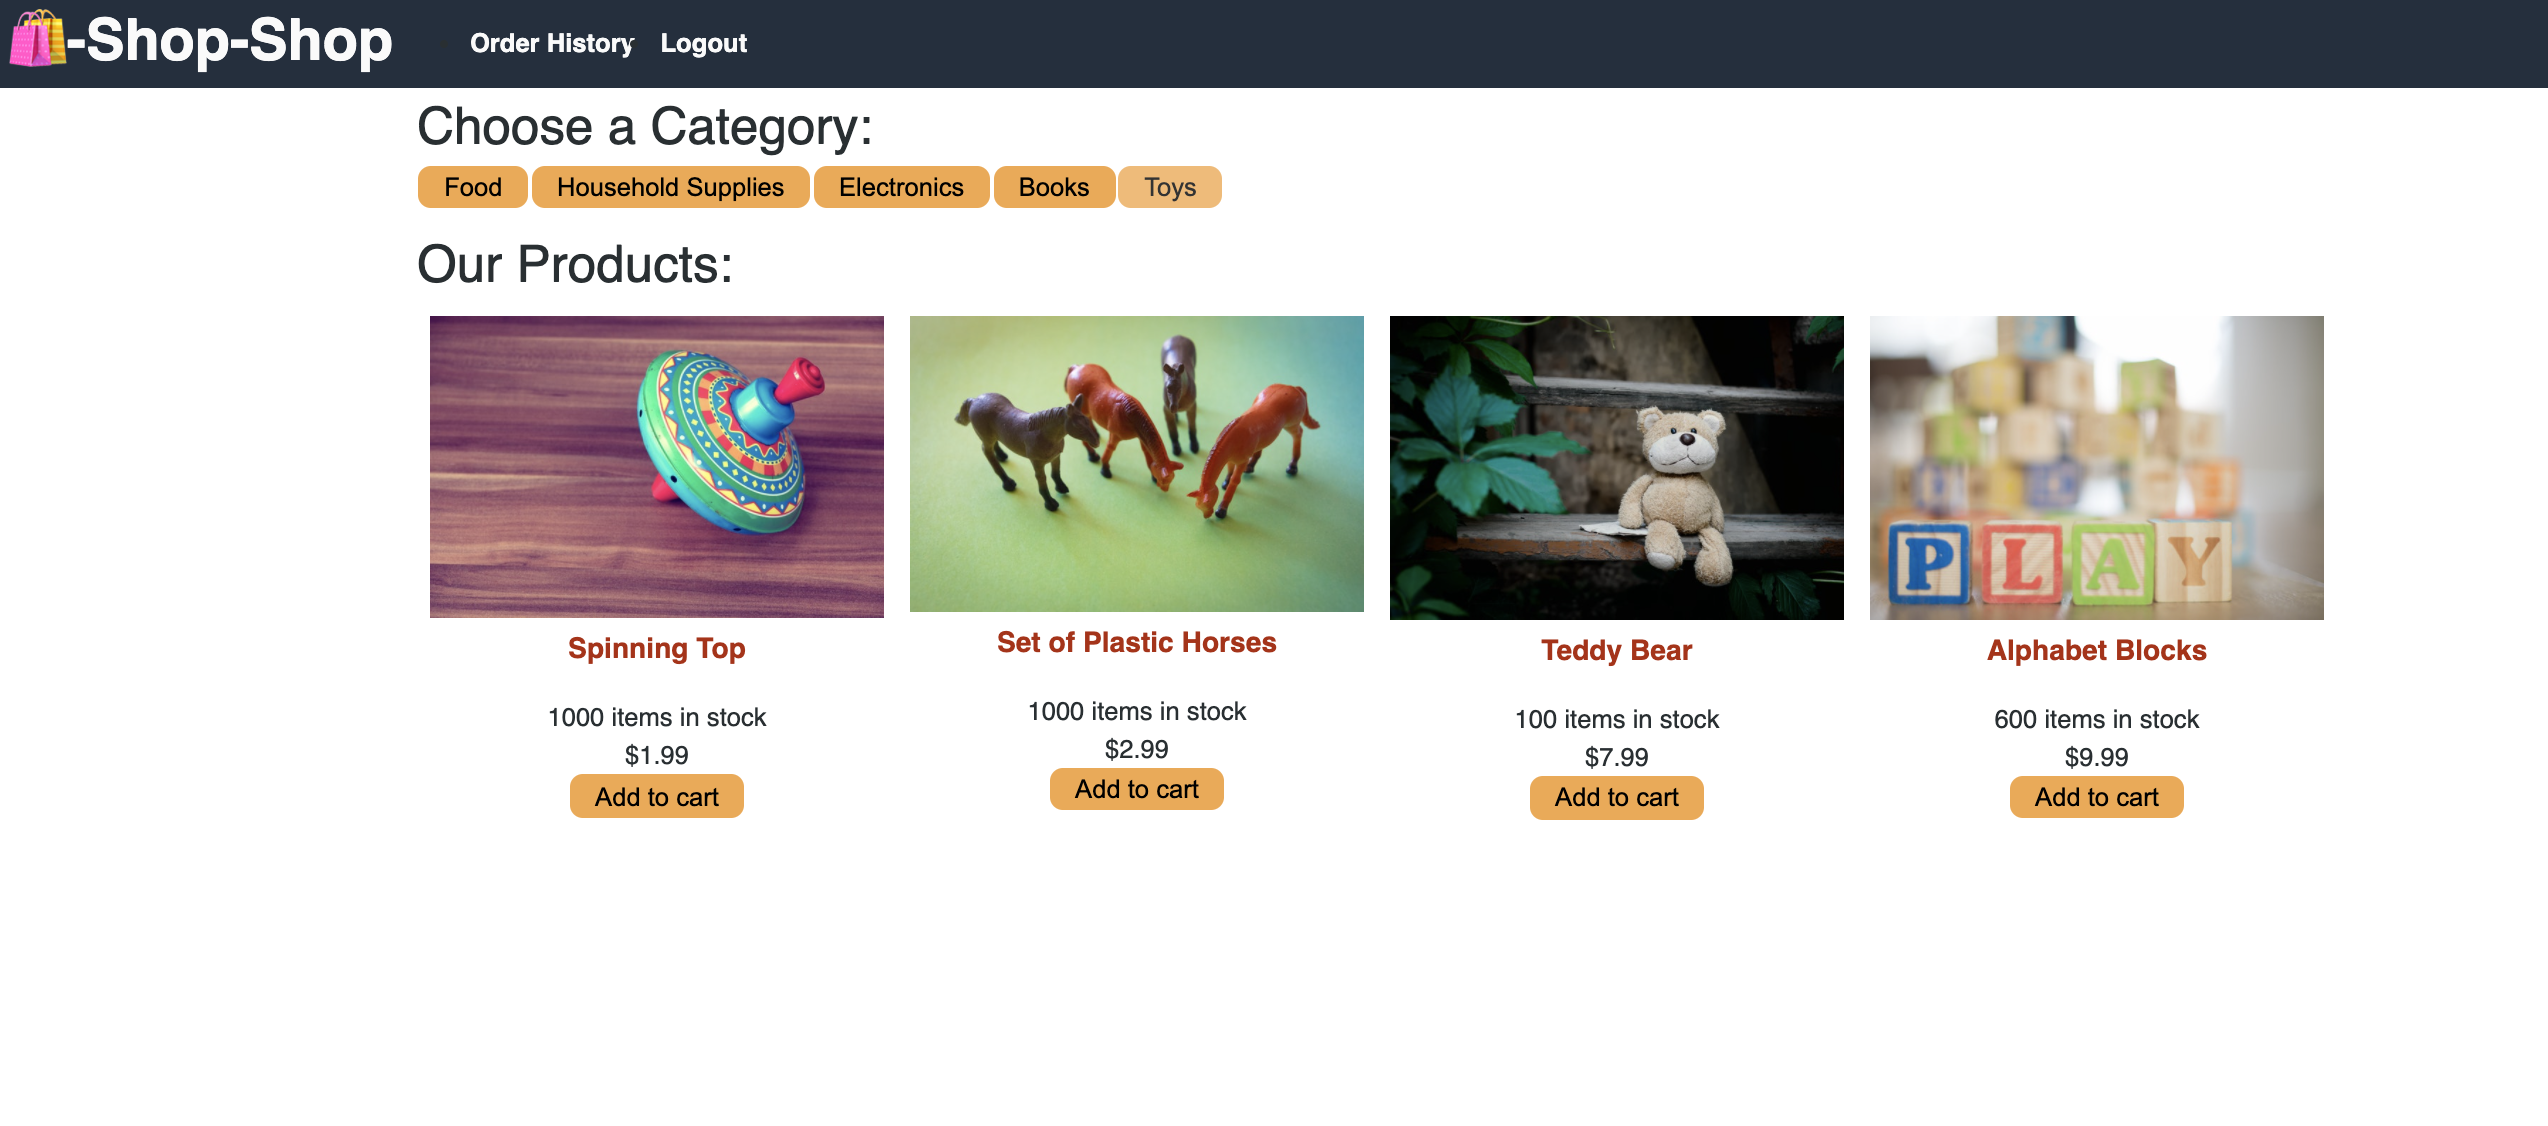 -Shop-Shop
Order History
Logout
Choose a Category:
Food
Household Supplies
Electronics
Books
Toys
Our Products:
PLAY
Spinning Top
1000 items in stock
$1.99
Add to cart
Set of Plastic Horses
1000 items in stock
$2.99
Add to cart
Teddy Bear
100 items in stock
$7.99
Add to cart
Alphabet Blocks
600 items in stock
$9.99
Add to cart